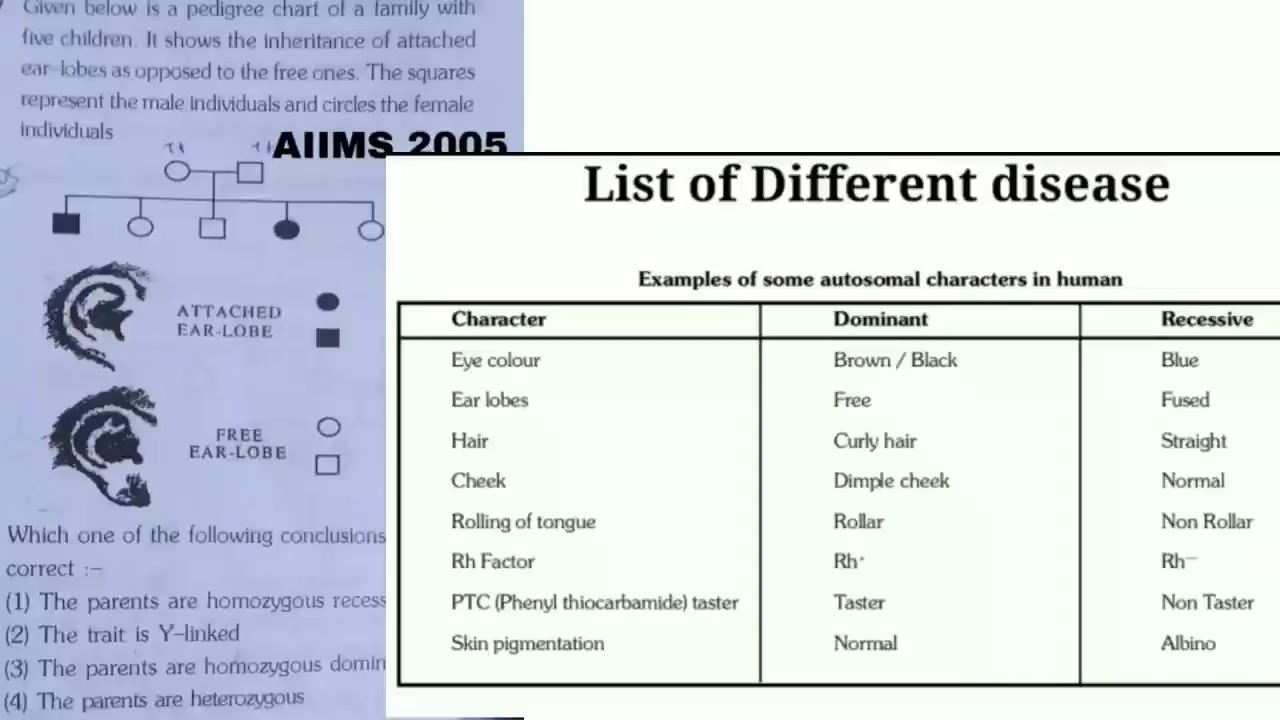 Given below is a pedigree chart of a family with
five children. It shows the inheritance of attached
ear-lobes as opposed to the free ones. The squares
represent the male individuals and circles the female
individuals
AIIMS 2005
ATTACHED
EAR-LOBE
FREE
EAR-LOBE
Which one of the following conclusions
correct :–
(1) The parents are homozygous recess
(2) The trait is Y–linked
(3) The parents are homozygous domin
(4) The parents are heterozygous
List of Different disease
Examples of some autosomal characters in human
Character Dominant Recessive
Eye colour Brown / Black Blue
Ear lobes Free Fused
Hair Curly hair Straight
Cheek Dimple cheek Normal
Rolling of tongue Rollar Non Rollar
Rh Factor Rh⁺ Rh⁻
PTC (Phenyl thiocarbamide) taster Taster Non Taster
Skin pigmentation Normal Albino